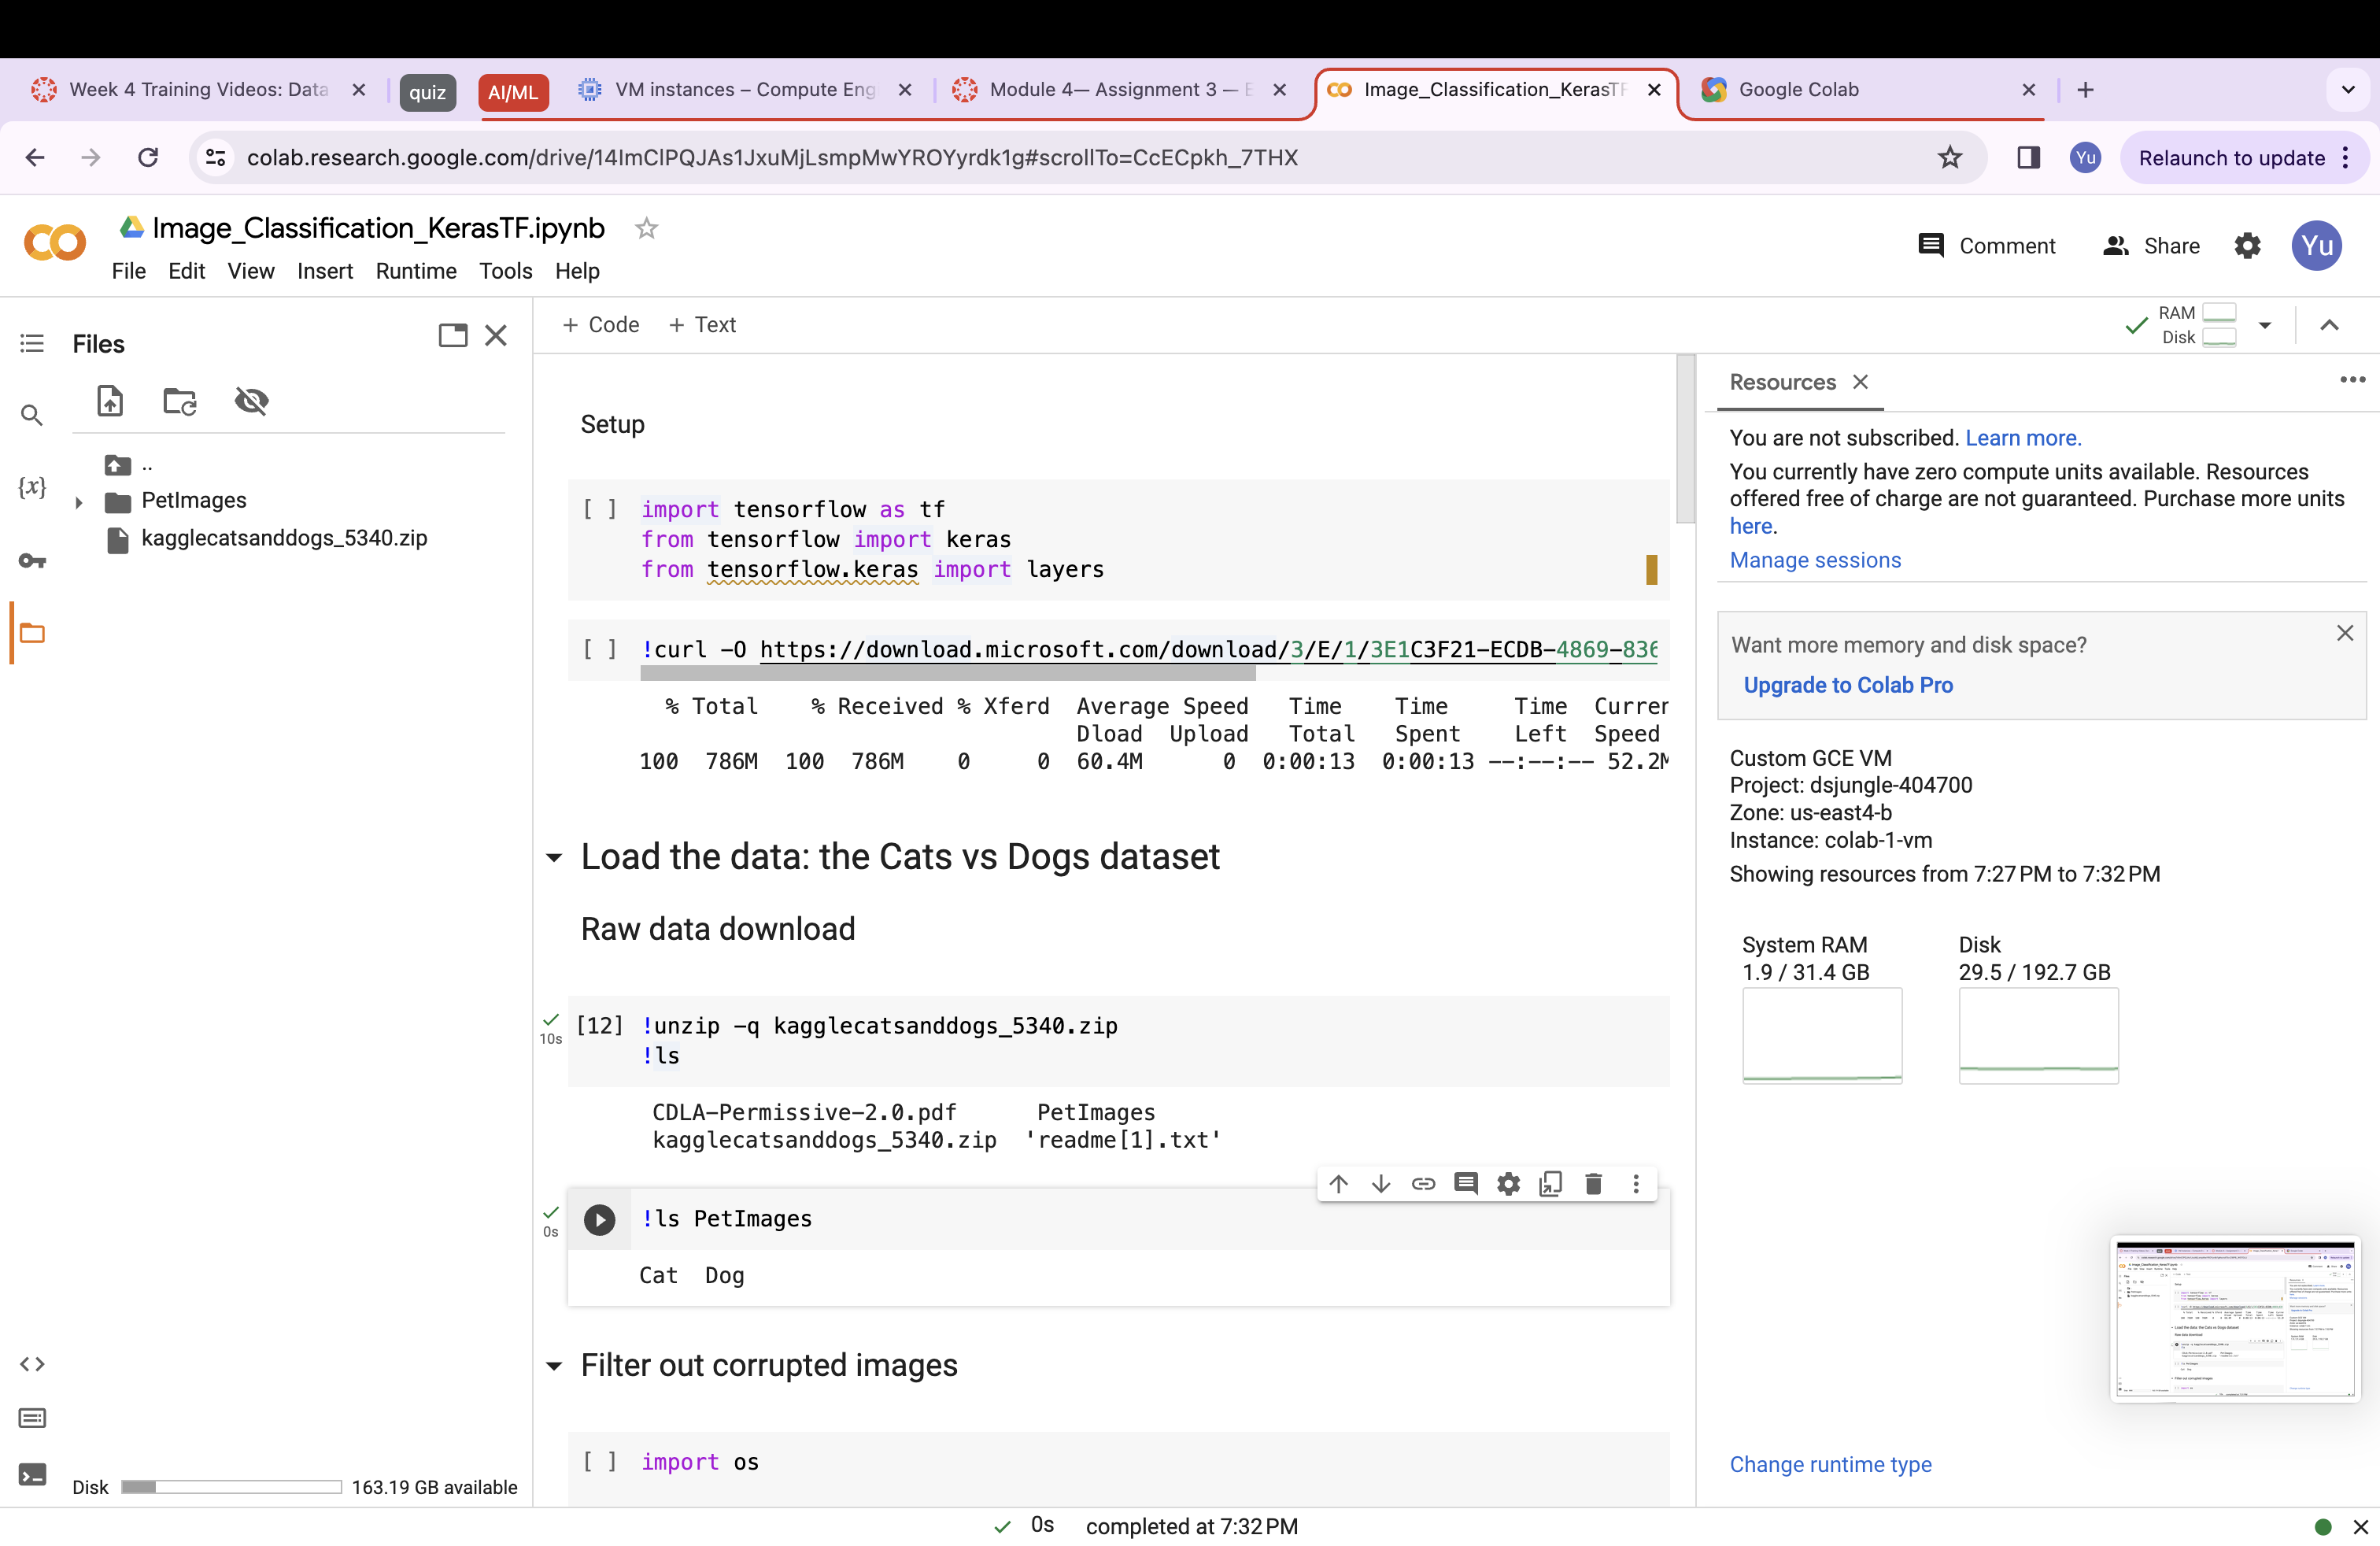 Week 4 Training Videos: Data
quiz
AI/ML
VM instances – Compute Eng
Module 4— Assignment 3 — E
Image_Classification_KerasTF
Google Colab
colab.research.google.com/drive/14ImClPQJAs1JxuMjLsmpMwYROYyrdk1g#scrollTo=CcECpkh_7THX
Yu
Relaunch to update
Image_Classification_KerasTF.ipynb
File Edit View Insert Runtime Tools Help
Comment
Share
Yu
Files
..
PetImages
kagglecatsanddogs_5340.zip
{x}
Disk
163.19 GB available
+ Code + Text
RAM
Disk
Setup
[ ] import tensorflow as tf
from tensorflow import keras
from tensorflow.keras import layers
[ ] !curl -O https://download.microsoft.com/download/3/E/1/3E1C3F21-ECDB-4869-836
% Total % Received % Xferd Average Speed Time Time Time Curren
Dload Upload Total Spent Left Speed
100 786M 100 786M 0 0 60.4M 0 0:00:13 0:00:13 --:--:-- 52.2M
Load the data: the Cats vs Dogs dataset
Raw data download
10s
[12] !unzip -q kagglecatsanddogs_5340.zip
!ls
CDLA-Permissive-2.0.pdf PetImages
kagglecatsanddogs_5340.zip 'readme[1].txt'
0s
!ls PetImages
Cat Dog
Filter out corrupted images
[ ] import os
Resources
You are not subscribed. Learn more.
You currently have zero compute units available. Resources
offered free of charge are not guaranteed. Purchase more units
here.
Manage sessions
Want more memory and disk space?
Upgrade to Colab Pro
Custom GCE VM
Project: dsjungle-404700
Zone: us-east4-b
Instance: colab-1-vm
Showing resources from 7:27 PM to 7:32 PM
System RAM
1.9 / 31.4 GB
Disk
29.5 / 192.7 GB
Change runtime type
0s completed at 7:32 PM